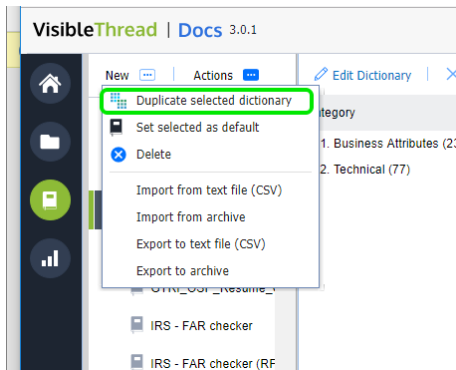 VisibleThread | Docs 3.0.1
New Actions Edit Dictionary
Duplicate selected dictionary
Set selected as default
Delete
Import from text file (CSV)
Import from archive
Export to text file (CSV)
Export to archive
tegory
1. Business Attributes (23
2. Technical (77)
IRS - FAR checker
IRS - FAR checker (RF